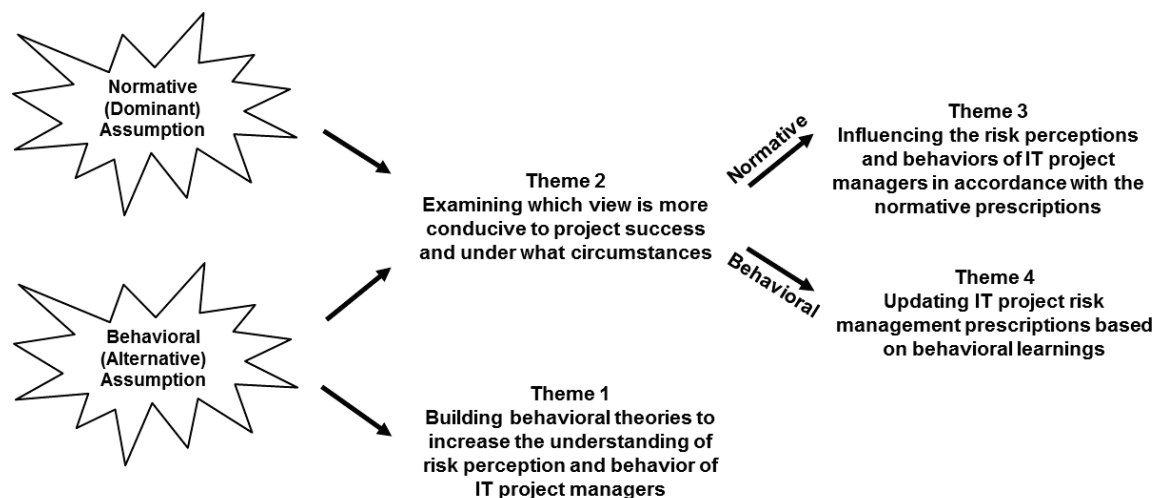 Normative
(Dominant)
Assumption
Behavioral
(Alternative)
Assumption
Theme 2
Examining which view is more
conducive to project success
and under what circumstances
Theme 1
Building behavioral theories to
increase the understanding of
risk perception and behavior of
IT project managers
Normative
Behavioral
Theme 3
Influencing the risk perceptions
and behaviors of IT project
managers in accordance with the
normative prescriptions
Theme 4
Updating IT project risk
management prescriptions based
on behavioral learnings